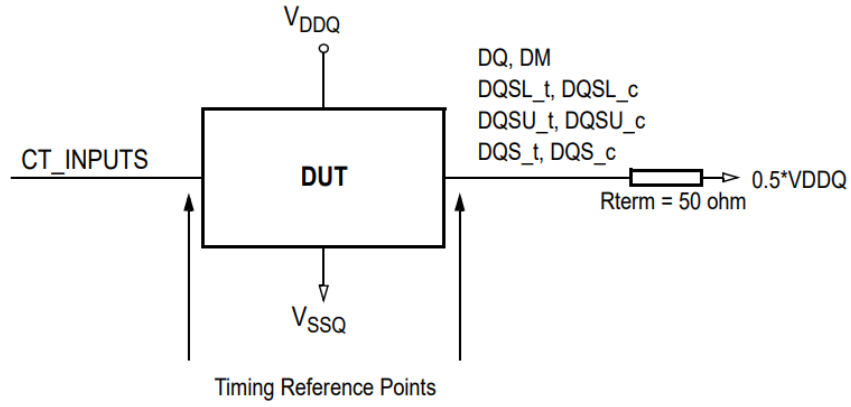 VDDQ
DQ, DM
DQSL_t, DQSL_c
DQSU_t, DQSU_c
DQS_t, DQS_c
CT_INPUTS
DUT
0.5*VDDQ
Rterm = 50 ohm
VSSQ
Timing Reference Points